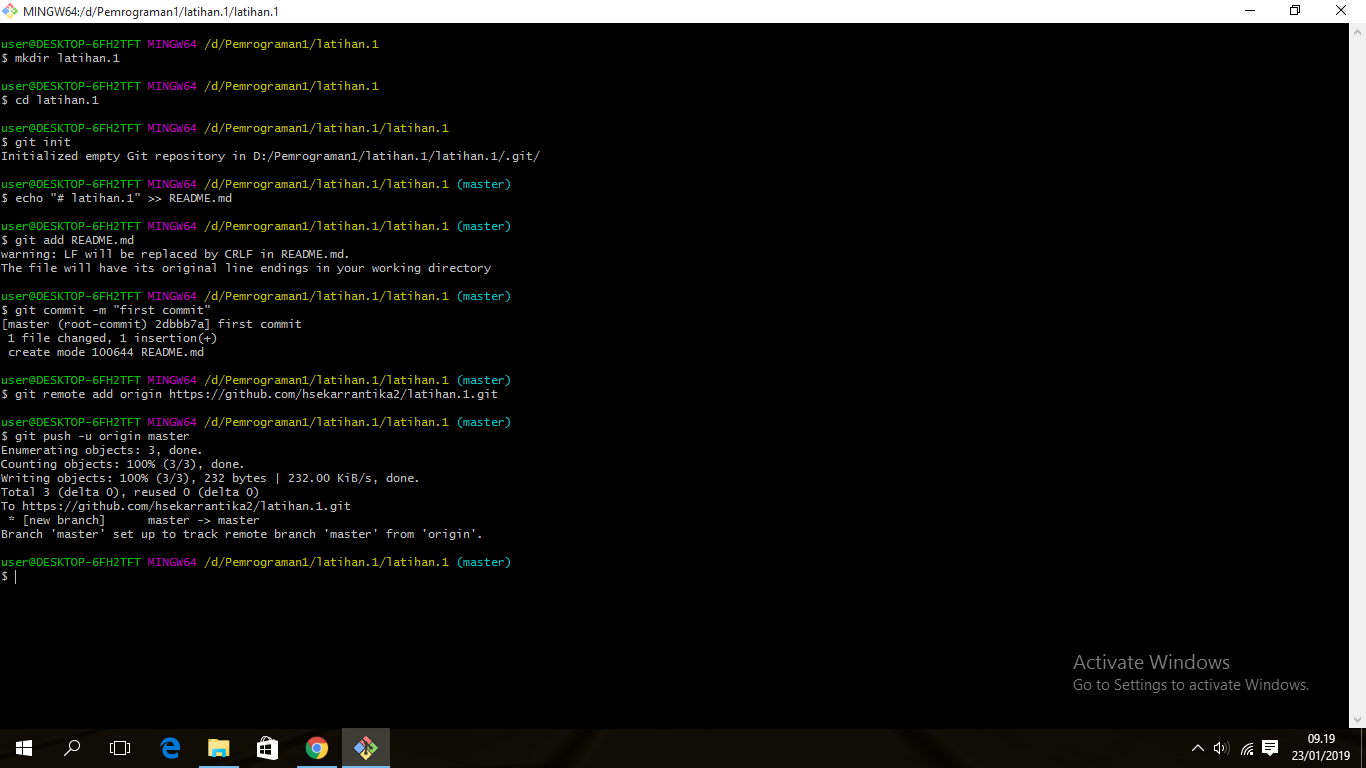 MINGW64:/d/Pemrograman1/latihan.1/latihan.1
user@DESKTOP-6FH2TFT MINGW64 /d/Pemrograman1/latihan.1
$ mkdir latihan.1
user@DESKTOP-6FH2TFT MINGW64 /d/Pemrograman1/latihan.1
$ cd latihan.1
user@DESKTOP-6FH2TFT MINGW64 /d/Pemrograman1/latihan.1/latihan.1
$ git init
Initialized empty Git repository in D:/Pemrograman1/latihan.1/latihan.1/.git/
user@DESKTOP-6FH2TFT MINGW64 /d/Pemrograman1/latihan.1/latihan.1 (master)
$ echo "# latihan.1" >> README.md
user@DESKTOP-6FH2TFT MINGW64 /d/Pemrograman1/latihan.1/latihan.1 (master)
$ git add README.md
warning: LF will be replaced by CRLF in README.md.
The file will have its original line endings in your working directory
user@DESKTOP-6FH2TFT MINGW64 /d/Pemrograman1/latihan.1/latihan.1 (master)
$ git commit -m "first commit"
[master (root-commit) 2dbbb7a] first commit
 1 file changed, 1 insertion(+)
 create mode 100644 README.md
user@DESKTOP-6FH2TFT MINGW64 /d/Pemrograman1/latihan.1/latihan.1 (master)
$ git remote add origin https://github.com/hsekarrantika2/latihan.1.git
user@DESKTOP-6FH2TFT MINGW64 /d/Pemrograman1/latihan.1/latihan.1 (master)
$ git push -u origin master
Enumerating objects: 3, done.
Counting objects: 100% (3/3), done.
Writing objects: 100% (3/3), 232 bytes | 232.00 KiB/s, done.
Total 3 (delta 0), reused 0 (delta 0)
To https://github.com/hsekarrantika2/latihan.1.git
 * [new branch]      master -> master
Branch 'master' set up to track remote branch 'master' from 'origin'.
user@DESKTOP-6FH2TFT MINGW64 /d/Pemrograman1/latihan.1/latihan.1 (master)
$
Activate Windows
Go to Settings to activate Windows.
09.19
23/01/2019